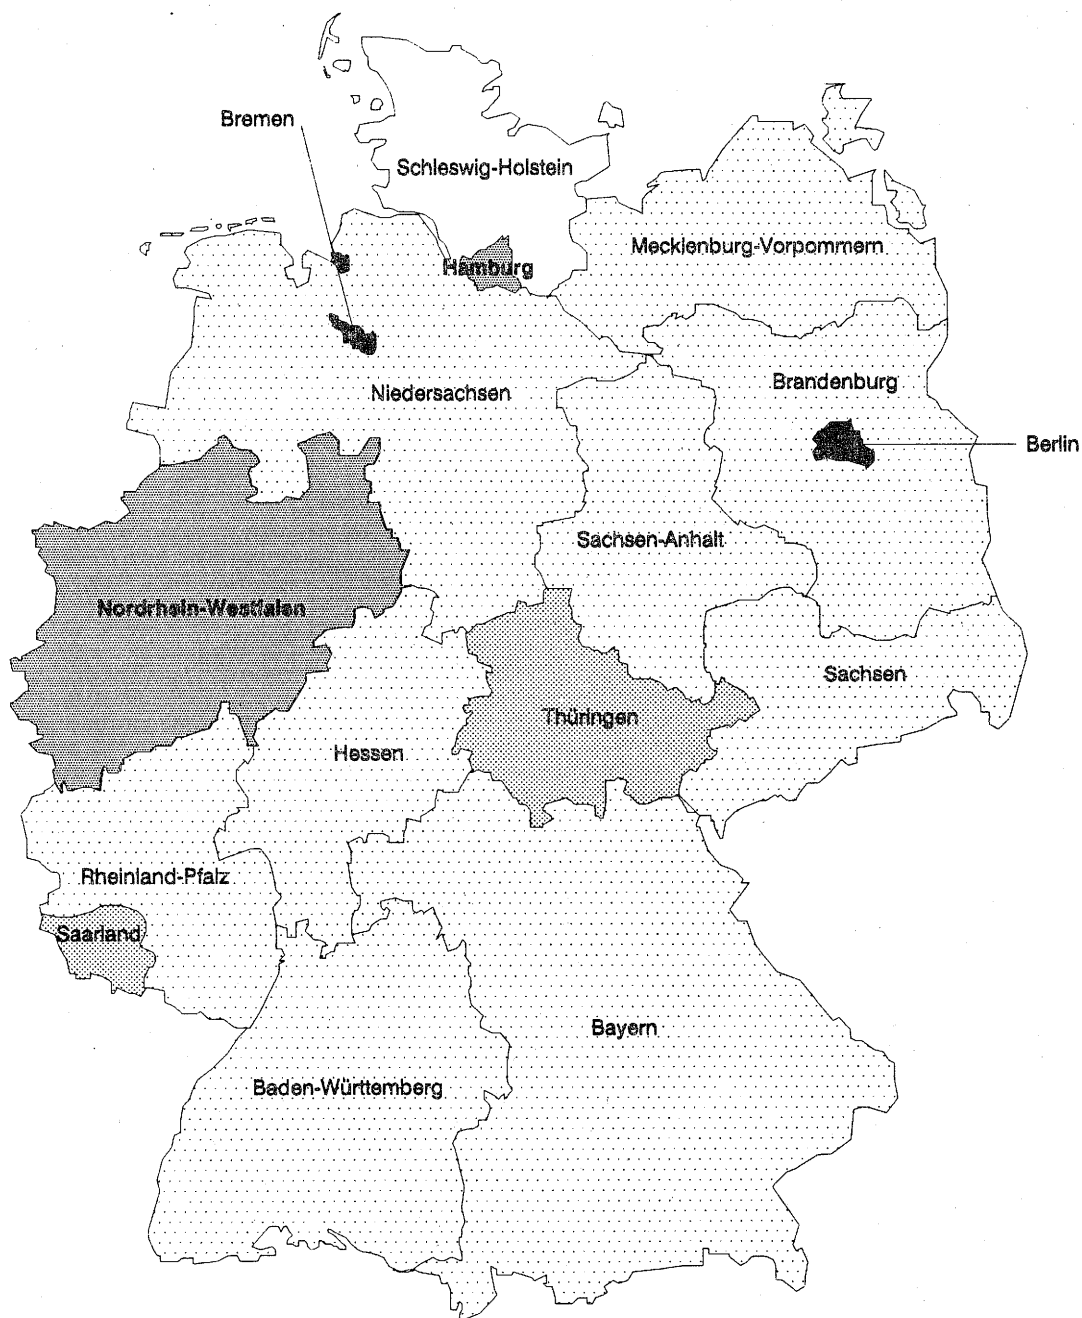 Bremen
Schleswig-Holstein
Mecklenburg-Vorpommern
Hamburg
Brandenburg
Niedersachsen
Berlin
Sachsen-Anhalt
Nordrhein-Westfalen
Sachsen
Thüringen
Hessen
Rheinland-Pfalz
Saarland
Bayern
Baden-Württemberg